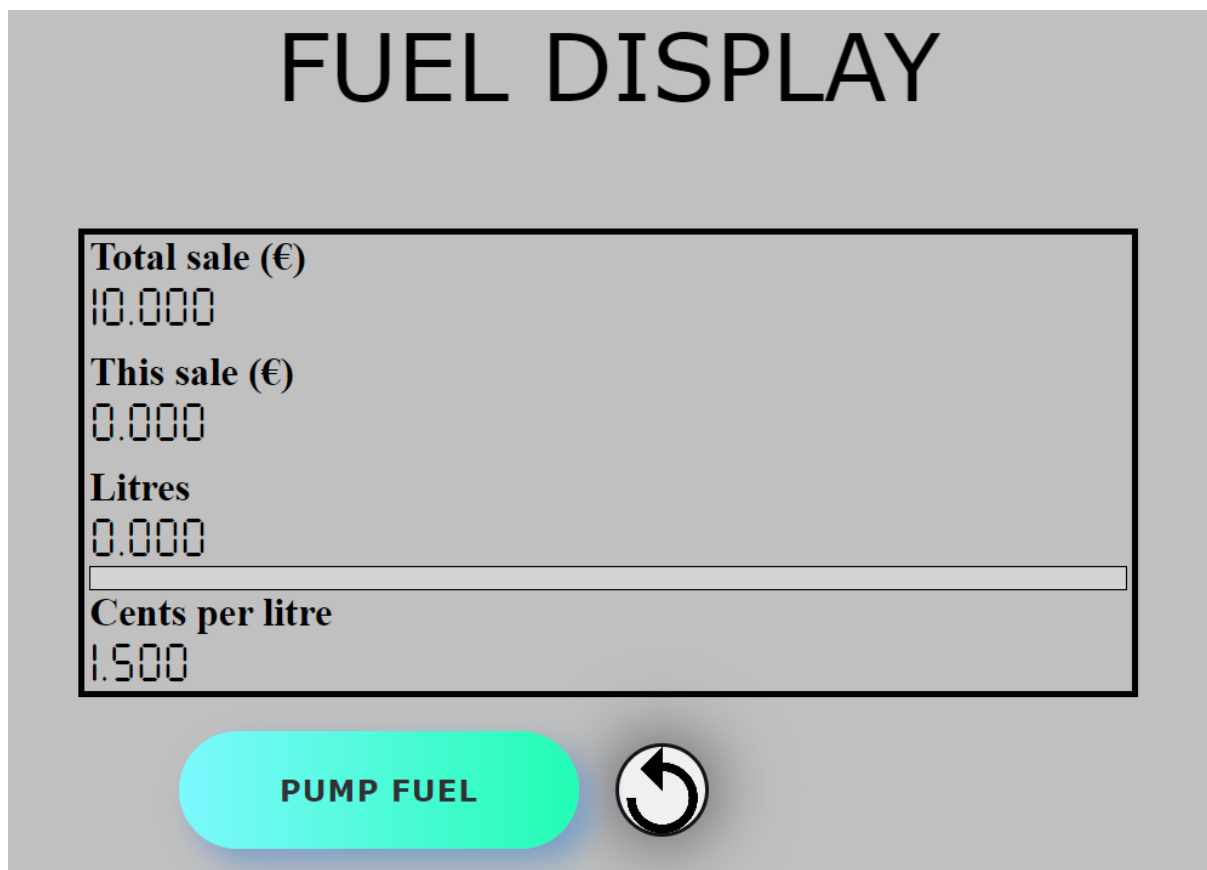 FUEL DISPLAY
Total sale (€)
10.000
This sale (€)
0.000
Litres
0.000
Cents per litre
1.500
PUMP FUEL